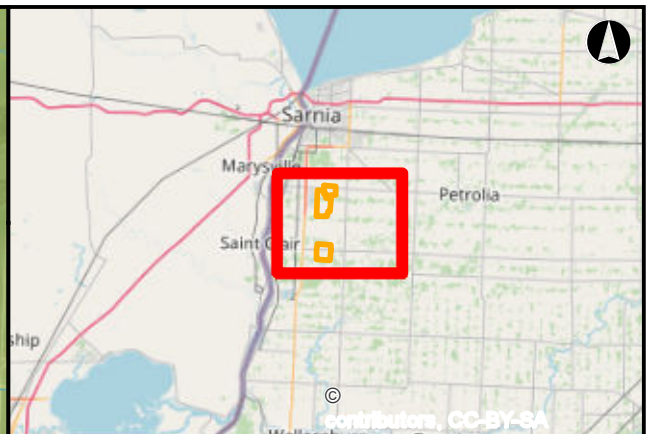 Sarnia
Marysville
Petrolia
Saint Clair
ship
©
contributors, CC-BY-SA